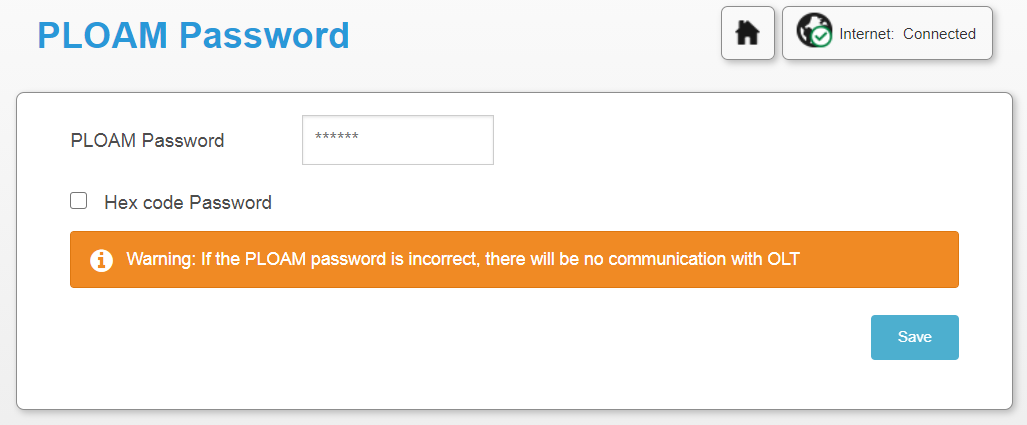 PLOAM Password
Internet: Connected
PLOAM Password ******
Hex code Password
Warning: If the PLOAM password is incorrect, there will be no communication with OLT
Save